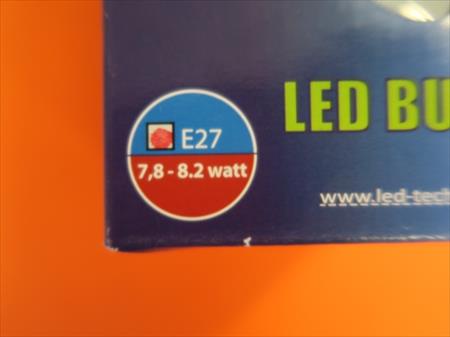 E27
7,8 - 8.2 watt
LED BU
www.led-tech